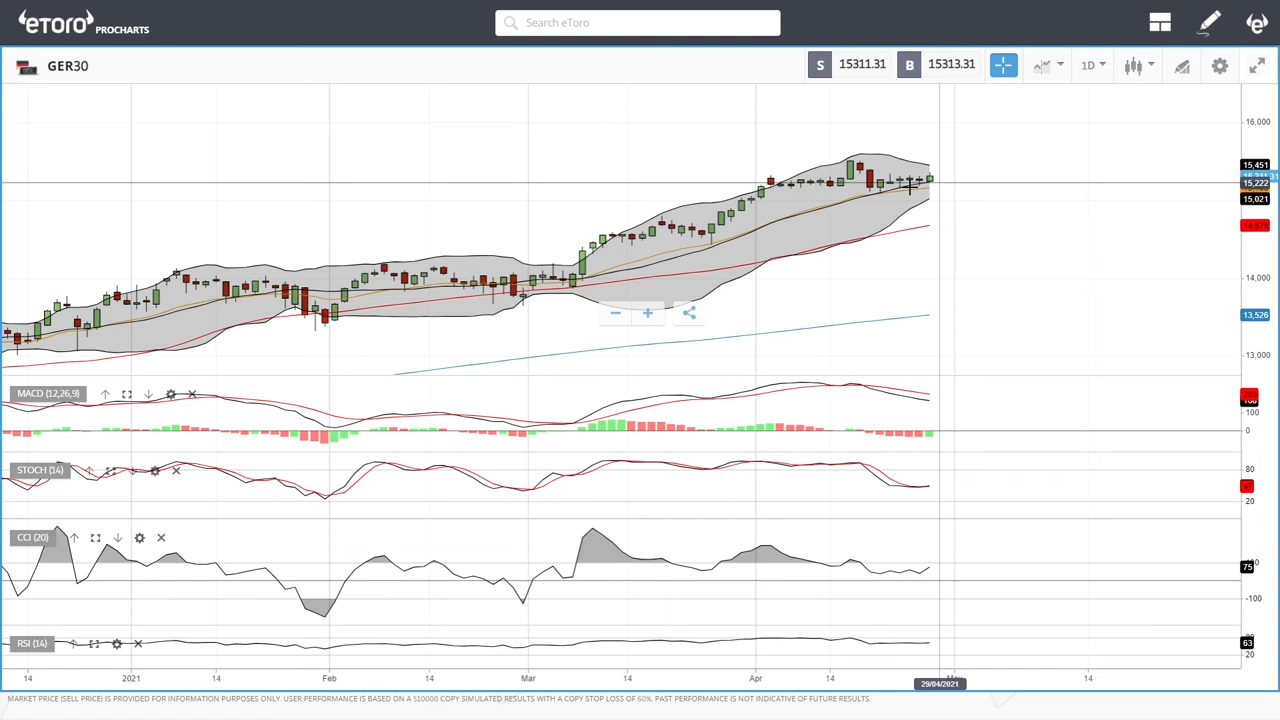 eToro PROCHARTS
Search eToro
GER30
S 15311.31 B 15313.31
1D
16,000
15,451
15,222
15,021
14,000
13,526
13,000
MACD (12,26,9)
100
0
STOCH (14)
80
20
CCI (20)
75
-100
RSI (14)
63
20
14 2021 14 Feb 14 Mar 14 Apr 14 14
29/04/2021
MARKET PRICE (SELL PRICE) IS PROVIDED FOR INFORMATION PURPOSES ONLY. USER PERFORMANCE IS BASED ON A $10000 COPY SIMULATED RESULTS WITH A COPY STOP LOSS OF 60%. PAST PERFORMANCE IS NOT INDICATIVE OF FUTURE RESULTS.